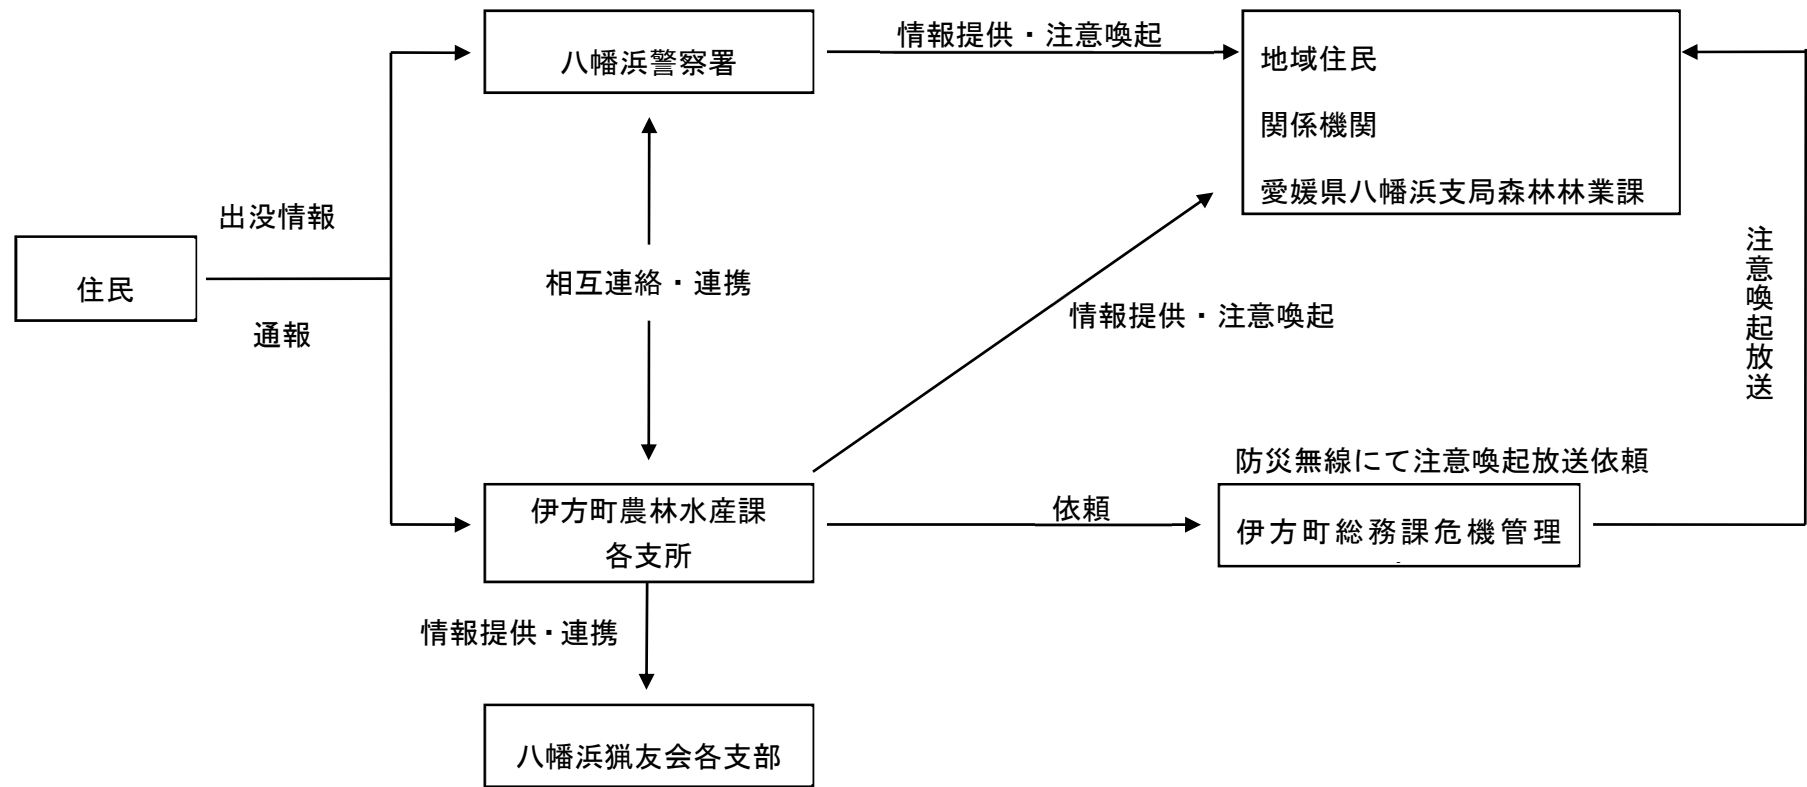 八幡浜警察署
情報提供・注意喚起
地域住民
関係機関
愛媛県八幡浜支局森林林業課
出没情報
住民
通報
相互連絡・連携
情報提供・注意喚起
注意喚起放送
防災無線にて注意喚起放送依頼
伊方町農林水産課
各支所
依頼
伊方町総務課危機管理
情報提供・連携
八幡浜猟友会各支部